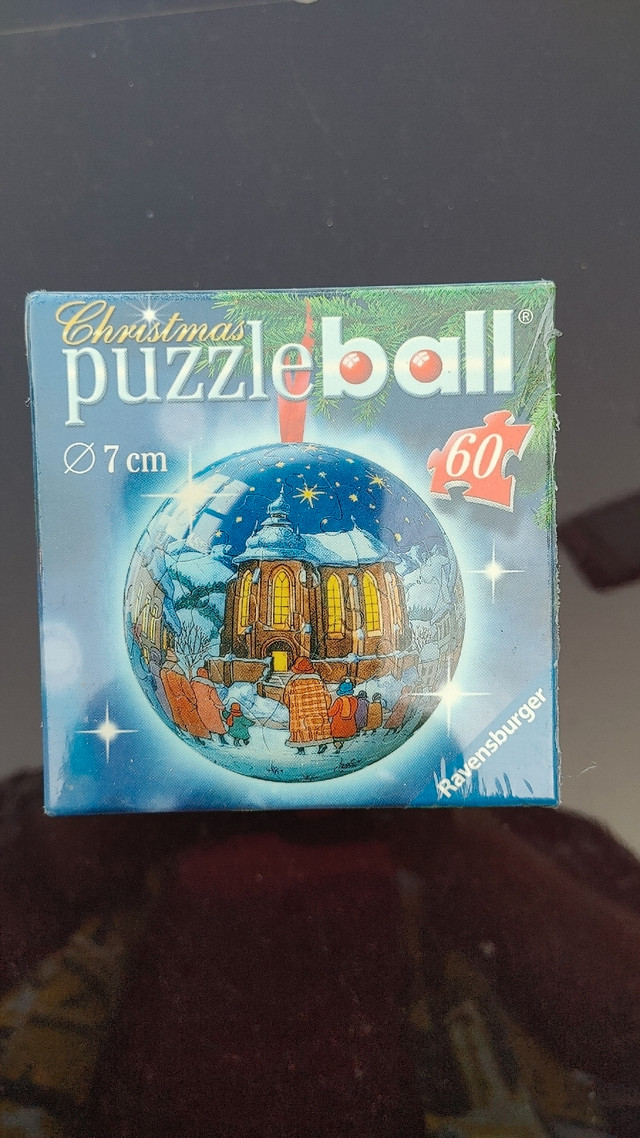 Christmas
puzzleball®
Ø 7 cm
60
Ravensburger